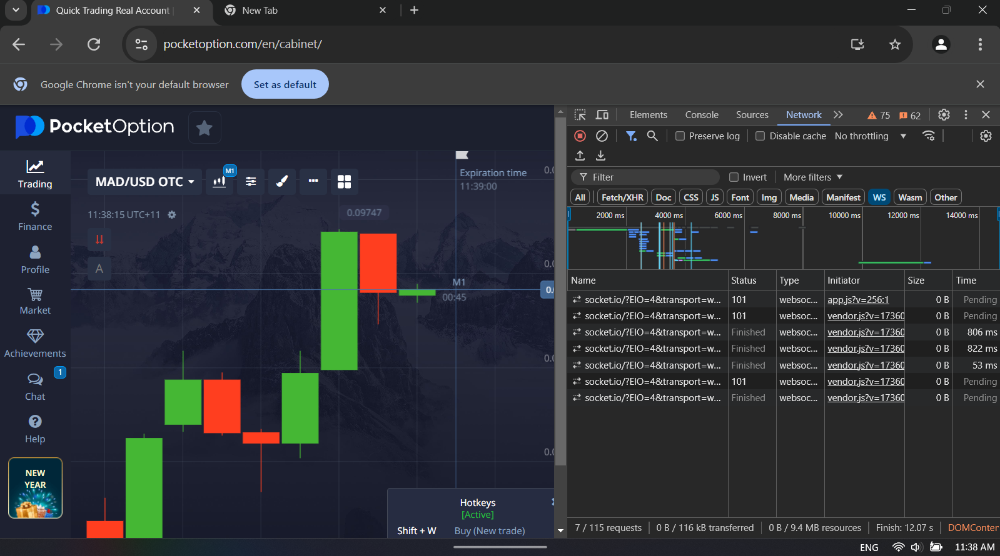 Quick Trading Real Account
New Tab
pocketoption.com/en/cabinet/
Google Chrome isn't your default browser
Set as default
PocketOption
Trading
Finance
Profile
Market
Achievements
1
Chat
Help
NEW
YEAR
MAD/USD OTC
M1
11:38:15 UTC+11
A
0.09747
Expiration time
11:39:00
M1
00:45
0.0
0.0
0.
0.0
0.0
Hotkeys
[Active]
Shift + W Buy (New trade)
Elements Console Sources Network 75 62
Preserve log Disable cache No throttling
Filter Invert More filters
All Fetch/XHR Doc CSS JS Font Img Media Manifest WS Wasm Other
2000 ms 4000 ms 6000 ms 8000 ms 10000 ms 12000 ms 14000 ms
Name Status Type Initiator Size Time
socket.io/?EIO=4&transport=w... 101 websoc... app.js?v=256:1 0 B Pending
socket.io/?EIO=4&transport=w... 101 websoc... vendor.js?v=17360 0 B Pending
socket.io/?EIO=4&transport=w... Finished websoc... vendor.js?v=17360 0 B 806 ms
socket.io/?EIO=4&transport=w... Finished websoc... vendor.js?v=17360 0 B 822 ms
socket.io/?EIO=4&transport=w... Finished websoc... vendor.js?v=17360 0 B 53 ms
socket.io/?EIO=4&transport=w... 101 websoc... vendor.js?v=17360 0 B Pending
socket.io/?EIO=4&transport=w... Finished websoc... vendor.js?v=17360 0 B Pending
7 / 115 requests 0 B / 116 kB transferred 0 B / 9.4 MB resources Finish: 12.07 s DOMConter
ENG 11:38 AM